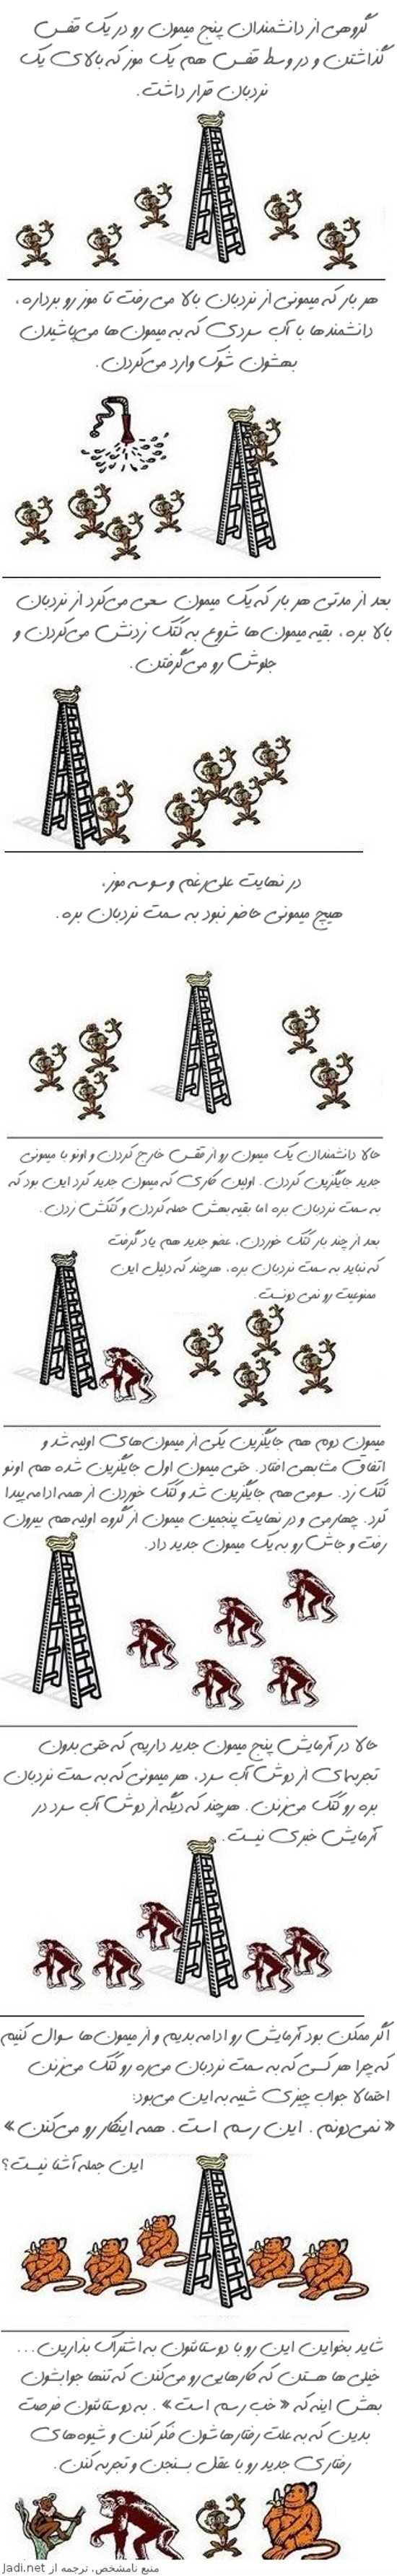 گروهی از دانشمندان پنج میمون رو در یک قفس
گذاشتن و در وسط قفس هم یک موز که بالای یک
نردبان قرار داشت.
هر بار که میمونی از نردبان بالا می‌رفت تا موز رو برداره،
دانشمندها با آب سردی که به میمون‌ها می‌پاشیدن
بهشون شوک وارد می‌کردن.
بعد از مدتی هر بار که یک میمون سعی می‌کرد از نردبان
بالا بره، بقیه میمون‌ها شروع به کتک زدنش می‌کردن و
جلوش رو می‌گرفتن.
در نهایت علی‌رغم وسوسه موز،
هیچ میمونی حاضر نبود به سمت نردبان بره.
حالا دانشمندان یک میمون رو از قفس خارج کردن و اونو با میمونی
جدید جایگزین کردن. اولین کاری که میمون جدید کرد این بود که
به سمت نردبان بره اما بقیه بهش حمله کردن و کتکش زدن.
بعد از چند بار کتک خوردن، عضو جدید هم یاد گرفت
که نباید به سمت نردبان بره، هرچند که دلیل این
ممنوعیت رو نمی دونست.
میمون دوم هم جایگزین یکی از میمون‌های اولیه شد و
اتفاق مشابهی افتاد. حتی میمون اول جایگزین شده هم اونو
کتک زد. سومی هم جایگزین شد و کتک خوردن از همه ادامه پیدا
کرد. چهارمی و در نهایت پنجمین میمون از گروه اولیه هم بیرون
رفت و جاش رو به یک میمون جدید داد.
حالا در آزمایش پنج میمون جدید داریم که حتی بدون
تجربه‌ای از دوش آب سرد، هر میمونی که به سمت نردبان
بره رو کتک می‌زنن. هرچند که دیگه از دوش آب سرد در
آزمایش خبری نیست.
اگر ممکن بود آزمایش رو ادامه بدیم و از میمون‌ها سوال کنیم
که چرا هر کسی که به سمت نردبان می‌ره رو کتک می‌زنن
احتمالا جواب چیزی شبیه به این می‌بود:
« نمی‌دونم. این رسم است. همه اینکار رو می‌کنن »
این جمله آشنا نیست؟
شاید بخواین این رو با دوستانتون به اشتراک بذارین...
خیلی ها هستن که کارهایی رو می‌کنن که تنها جوابشون
بهش اینه که « خب رسم است ». به دوستانتون فرصت
بدین که به علت رفتارهاشون فکر کنن و شیوه‌های
رفتاری جدید رو با عقل بسنجن و تجربه کنن.
منبع نامشخص. ترجمه از Jadi.net